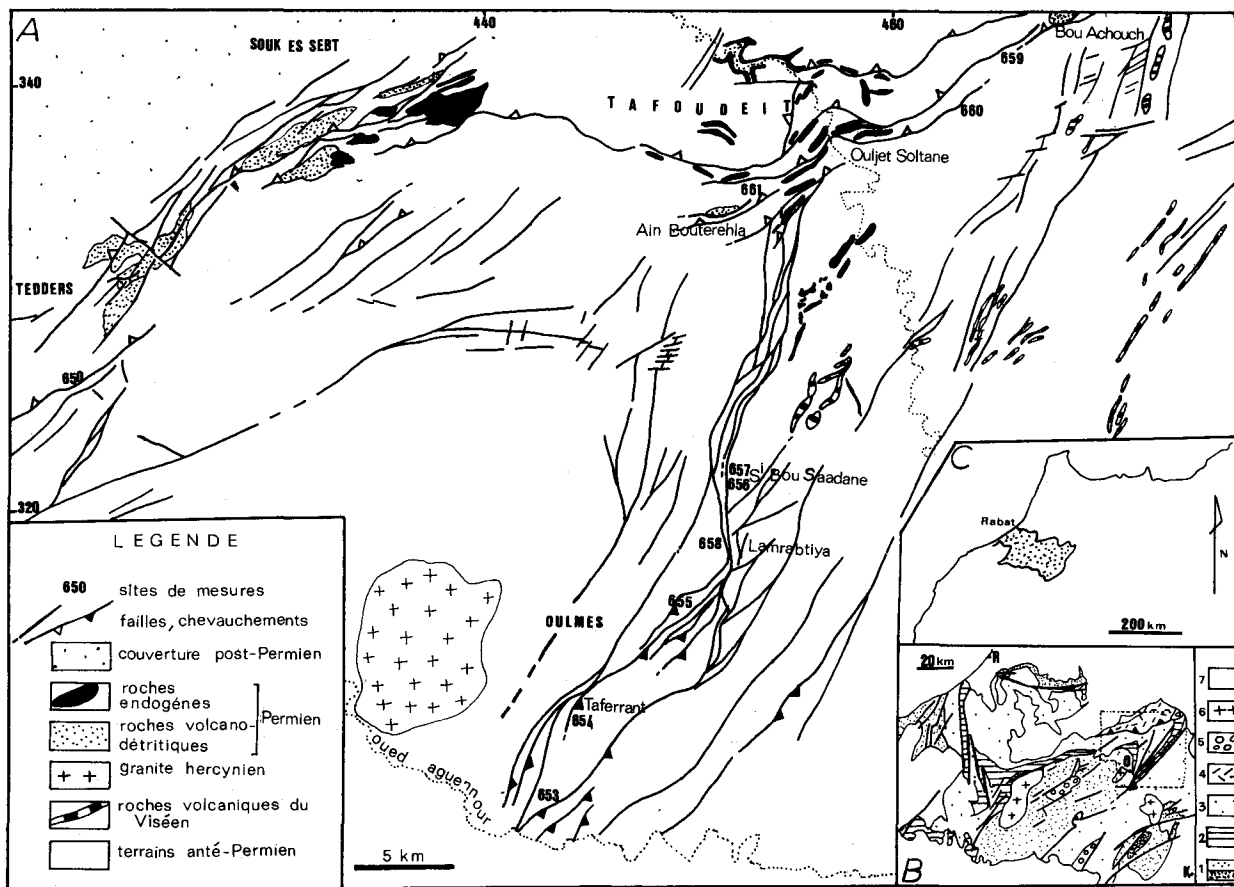 A
440
460
SOUK ES SEBT
Bou Achouch
659
340
TAFOUDEIT
660
Ouljet Soltane
661
Ain Bouterehla
TEDDERS
650
657
656
Si Bou Saadane
320
658
Lamrabtiya
655
OULMES
Taferrant
654
653
oued aguennour
5 km
LEGENDE
650 sites de mesures
failles, chevauchements
couverture post-Permien
roches endogénes
roches volcano-détritiques
Permien
granite hercynien
roches volcaniques du Viséen
terrains anté-Permien
C
Rabat
N
200 km
20 km
R
O
7
6
5
4
3
2
1
K
B